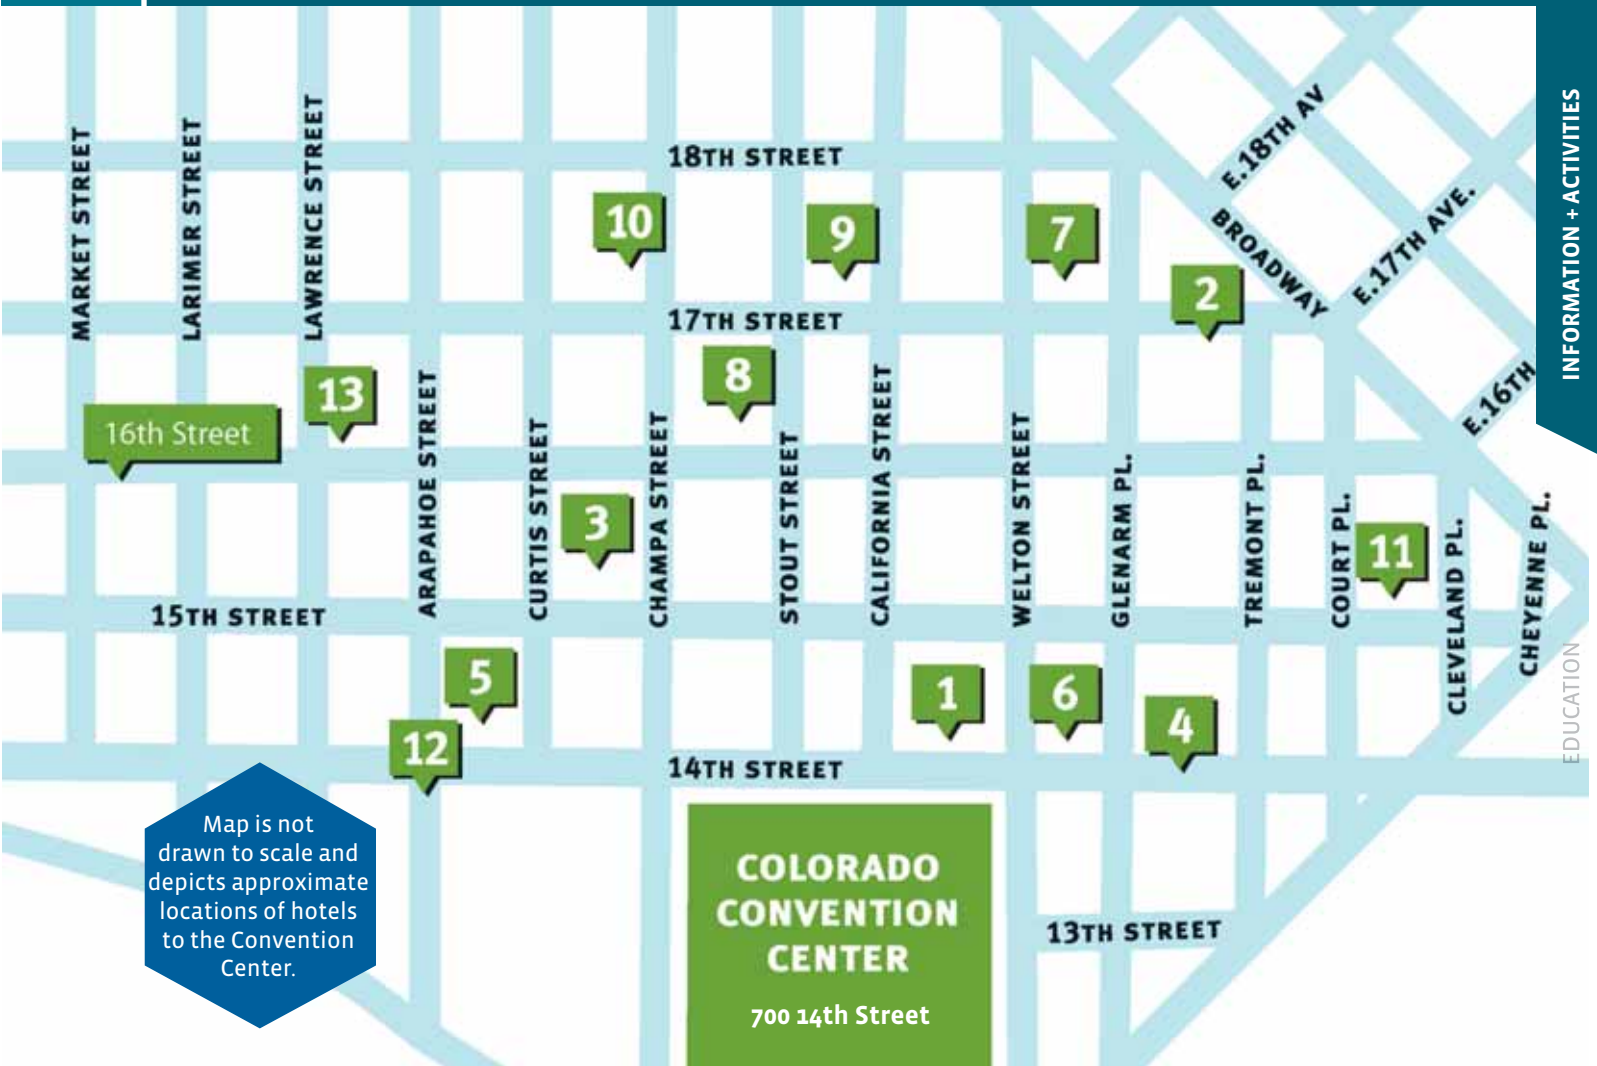 MARKET STREET
LARIMER STREET
LAWRENCE STREET
18TH STREET
E.18TH AV
E.17TH AVE.
BROADWAY
INFORMATION + ACTIVITIES
10
9
7
2
17TH STREET
8
13
16th Street
E.16TH
ARAPAHOE STREET
CURTIS STREET
CHAMPA STREET
STOUT STREET
CALIFORNIA STREET
WELTON STREET
GLENARM PL.
TREMONT PL.
COURT PL.
CLEVELAND PL.
CHEYENNE PL.
3
11
15TH STREET
5
1
6
4
12
14TH STREET
EDUCATION
Map is not
drawn to scale and
depicts approximate
locations of hotels
to the Convention
Center.
COLORADO
CONVENTION
CENTER
700 14th Street
13TH STREET